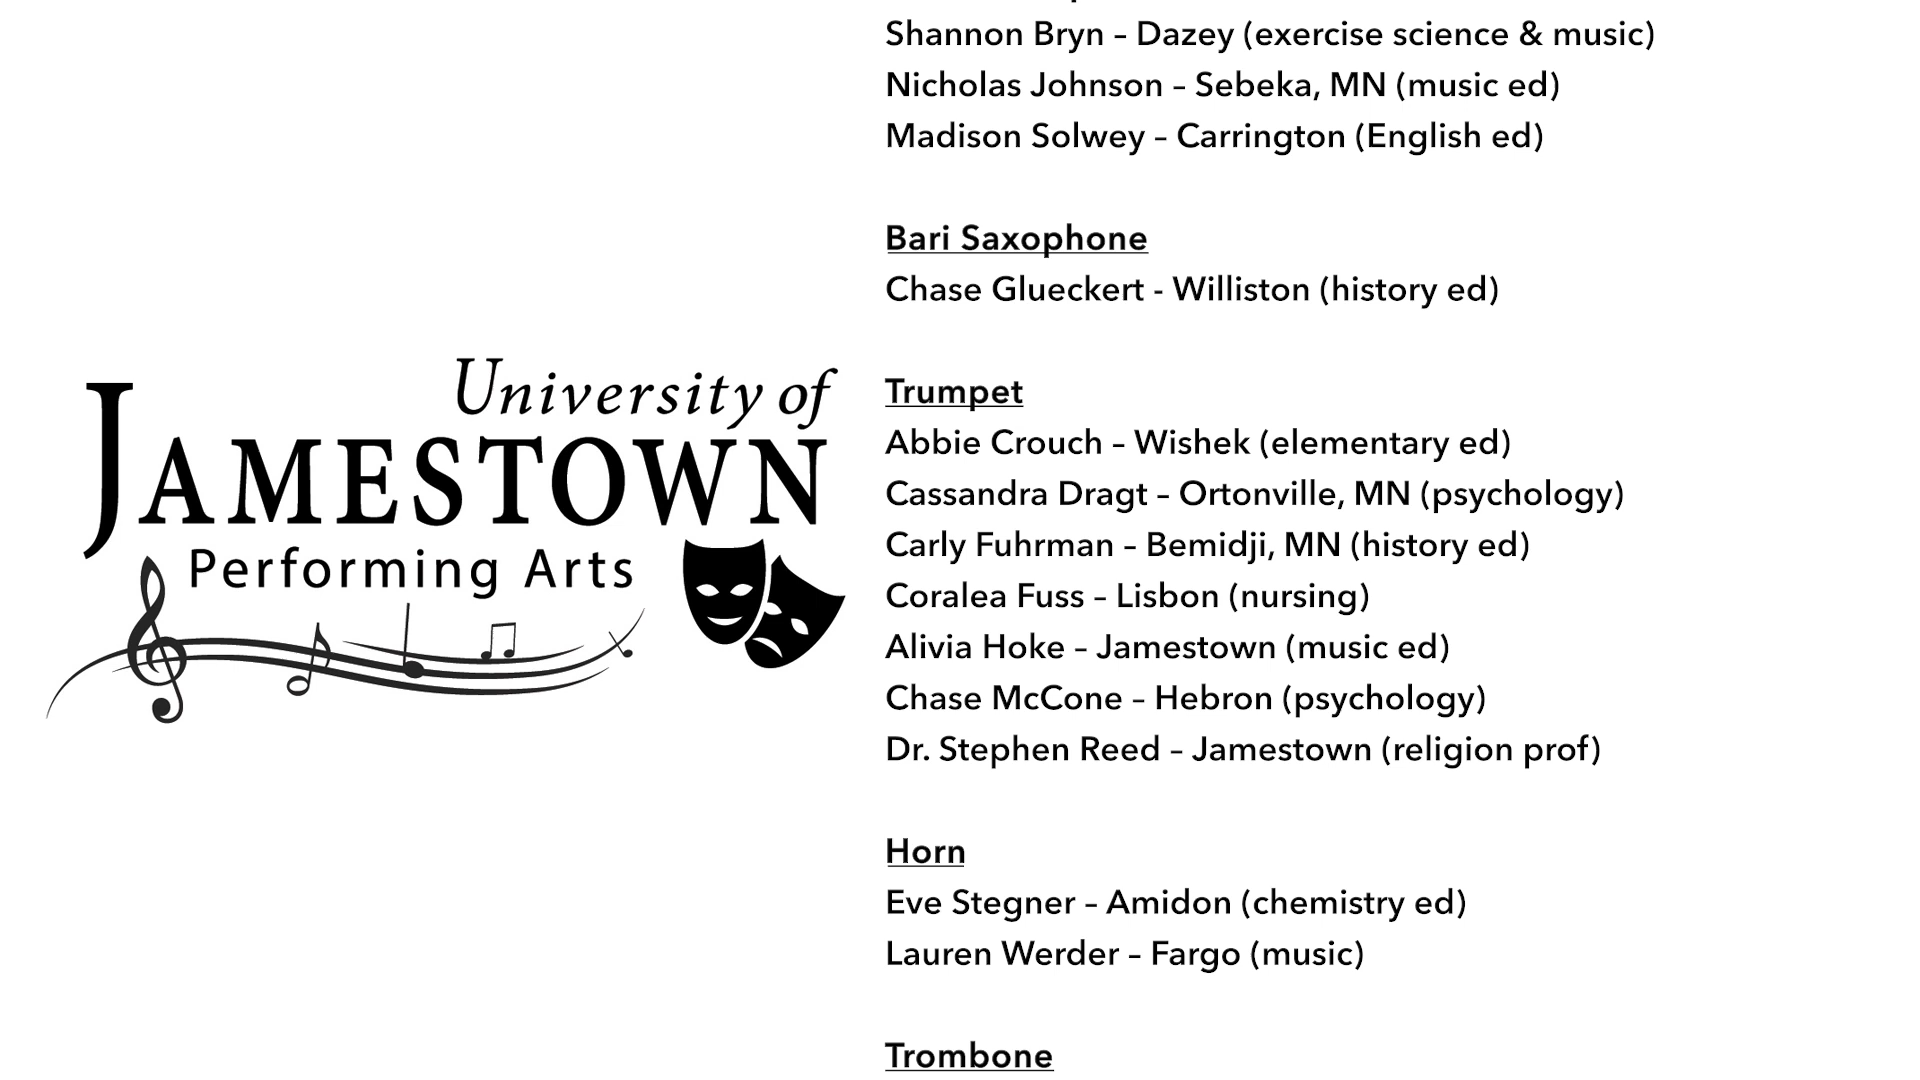 University of
JAMESTOWN
Performing Arts
Shannon Bryn – Dazey (exercise science & music)
Nicholas Johnson – Sebeka, MN (music ed)
Madison Solwey – Carrington (English ed)
Bari Saxophone
Chase Glueckert - Williston (history ed)
Trumpet
Abbie Crouch – Wishek (elementary ed)
Cassandra Dragt – Ortonville, MN (psychology)
Carly Fuhrman – Bemidji, MN (history ed)
Coralea Fuss – Lisbon (nursing)
Alivia Hoke – Jamestown (music ed)
Chase McCone – Hebron (psychology)
Dr. Stephen Reed – Jamestown (religion prof)
Horn
Eve Stegner – Amidon (chemistry ed)
Lauren Werder – Fargo (music)
Trombone